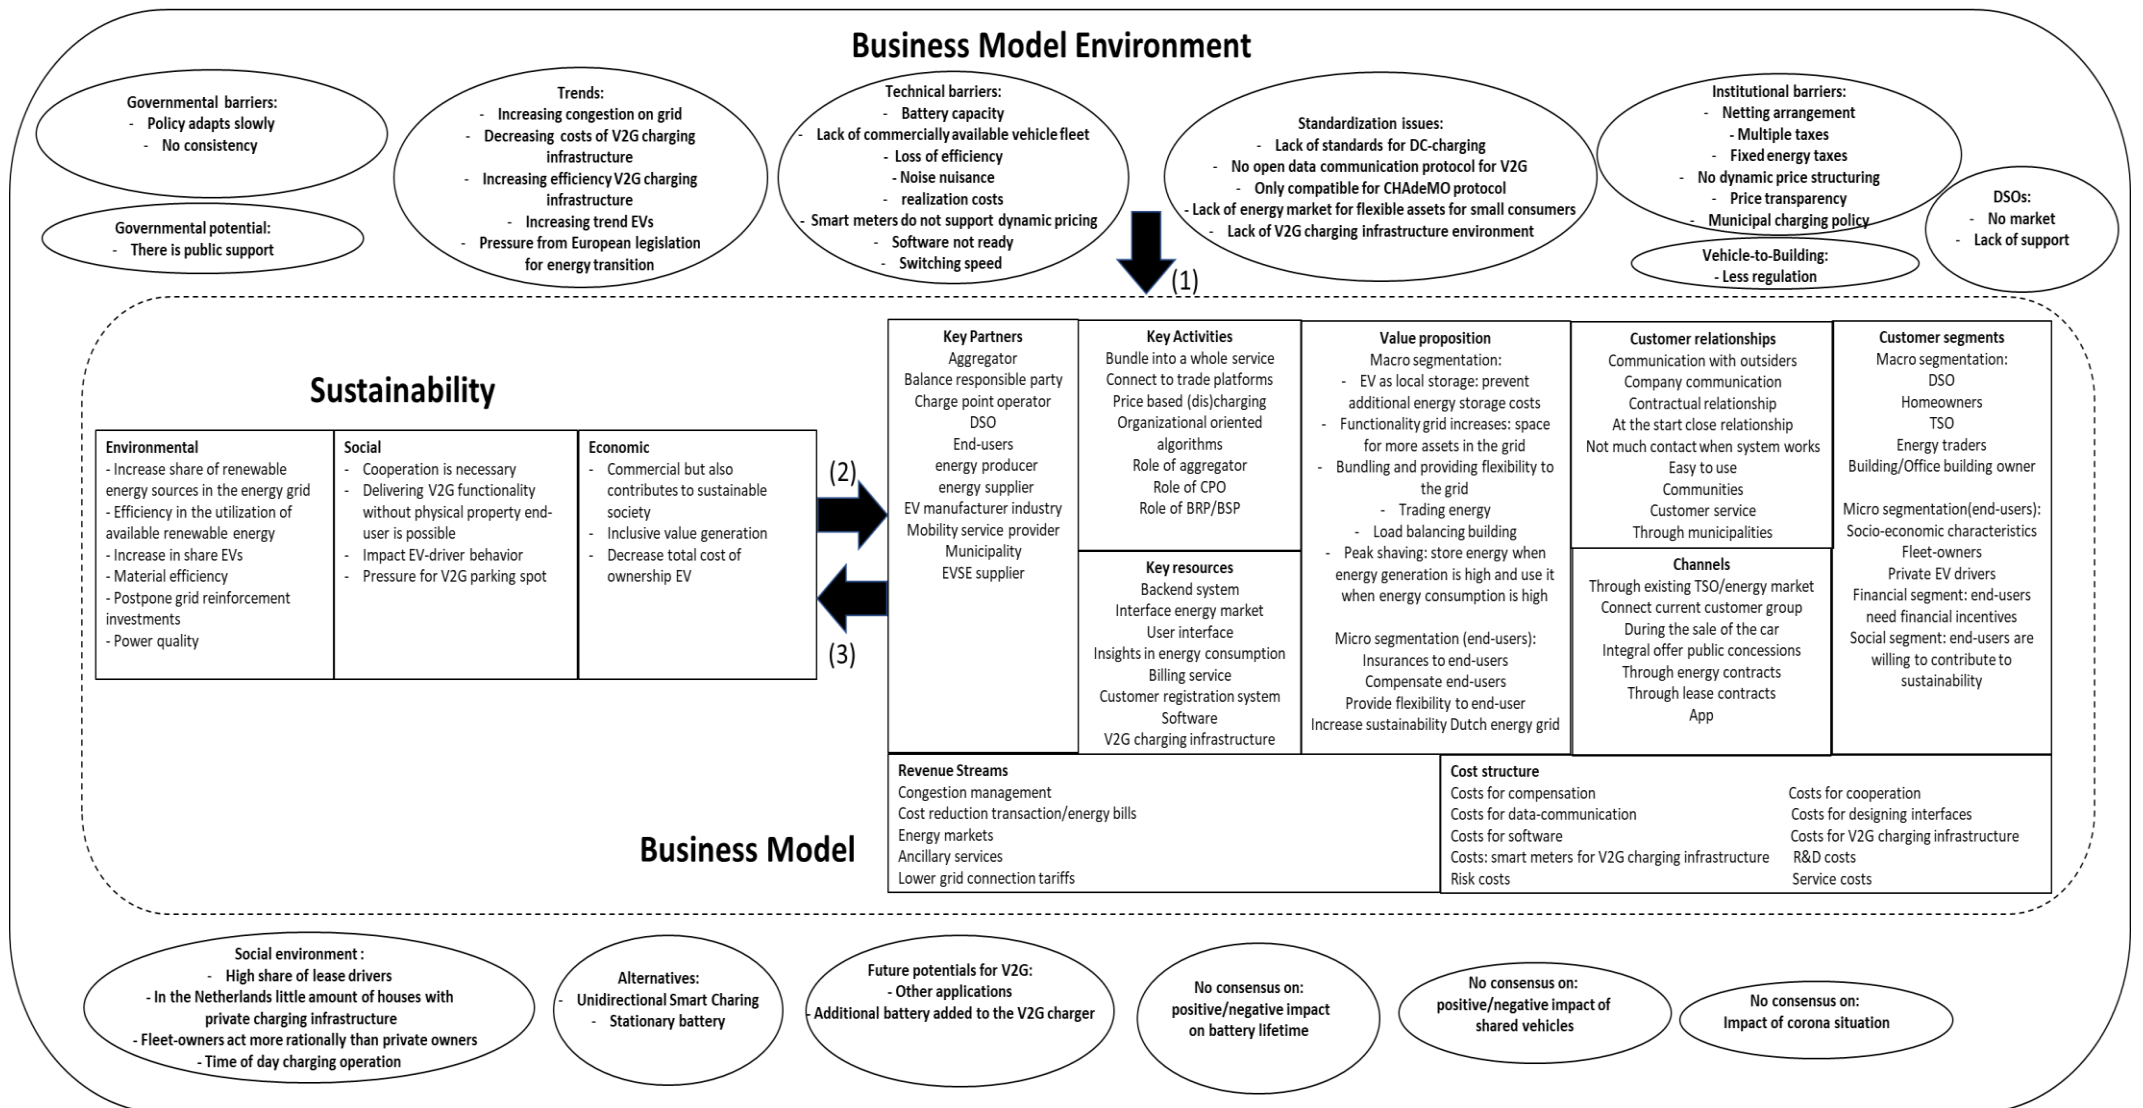 Business Model Environment
Governmental barriers:
- Policy adapts slowly
- No consistency
Governmental potential:
- There is public support
Trends:
- Increasing congestion on grid
- Decreasing costs of V2G charging
infrastructure
- Increasing efficiency V2G charging
infrastructure
- Increasing trend EVs
- Pressure from European legislation
for energy transition
Technical barriers:
- Battery capacity
- Lack of commercially available vehicle fleet
- Loss of efficiency
- Noise nuisance
- realization costs
- Smart meters do not support dynamic pricing
- Software not ready
- Switching speed
Standardization issues:
- Lack of standards for DC-charging
- No open data communication protocol for V2G
- Only compatible for CHAdeMO protocol
- Lack of energy market for flexible assets for small consumers
- Lack of V2G charging infrastructure environment
Institutional barriers:
- Netting arrangement
- Multiple taxes
- Fixed energy taxes
- No dynamic price structuring
- Price transparency
- Municipal charging policy
Vehicle-to-Building:
- Less regulation
DSOs:
- No market
- Lack of support
(1)
Sustainability
Environmental
- Increase share of renewable
energy sources in the energy grid
- Efficiency in the utilization of
available renewable energy
- Increase in share EVs
- Material efficiency
- Postpone grid reinforcement
investments
- Power quality
Social
- Cooperation is necessary
- Delivering V2G functionality
without physical property end-
user is possible
- Impact EV-driver behavior
- Pressure for V2G parking spot
Economic
- Commercial but also
contributes to sustainable
society
- Inclusive value generation
- Decrease total cost of
ownership EV
(2)
(3)
Key Partners
Aggregator
Balance responsible party
Charge point operator
DSO
End-users
energy producer
energy supplier
EV manufacturer industry
Mobility service provider
Municipality
EVSE supplier
Key Activities
Bundle into a whole service
Connect to trade platforms
Price based (dis)charging
Organizational oriented
algorithms
Role of aggregator
Role of CPO
Role of BRP/BSP
Key resources
Backend system
Interface energy market
User interface
Insights in energy consumption
Billing service
Customer registration system
Software
V2G charging infrastructure
Value proposition
Macro segmentation:
- EV as local storage: prevent
additional energy storage costs
- Functionality grid increases: space
for more assets in the grid
- Bundling and providing flexibility to
the grid
- Trading energy
- Load balancing building
- Peak shaving: store energy when
energy generation is high and use it
when energy consumption is high
Micro segmentation (end-users):
Insurances to end-users
Compensate end-users
Provide flexibility to end-user
Increase sustainability Dutch energy grid
Customer relationships
Communication with outsiders
Company communication
Contractual relationship
At the start close relationship
Not much contact when system works
Easy to use
Communities
Customer service
Through municipalities
Channels
Through existing TSO/energy market
Connect current customer group
During the sale of the car
Integral offer public concessions
Through energy contracts
Through lease contracts
App
Customer segments
Macro segmentation:
DSO
Homeowners
TSO
Energy traders
Building/Office building owner
Micro segmentation(end-users):
Socio-economic characteristics
Fleet-owners
Private EV drivers
Financial segment: end-users
need financial incentives
Social segment: end-users are
willing to contribute to
sustainability
Business Model
Revenue Streams
Congestion management
Cost reduction transaction/energy bills
Energy markets
Ancillary services
Lower grid connection tariffs
Cost structure
Costs for compensation
Costs for data-communication
Costs for software
Costs: smart meters for V2G charging infrastructure
Risk costs
Costs for cooperation
Costs for designing interfaces
Costs for V2G charging infrastructure
R&D costs
Service costs
Social environment :
- High share of lease drivers
- In the Netherlands little amount of houses with
private charging infrastructure
- Fleet-owners act more rationally than private owners
- Time of day charging operation
Alternatives:
- Unidirectional Smart Charing
- Stationary battery
Future potentials for V2G:
- Other applications
- Additional battery added to the V2G charger
No consensus on:
positive/negative impact
on battery lifetime
No consensus on:
positive/negative impact of
shared vehicles
No consensus on:
Impact of corona situation